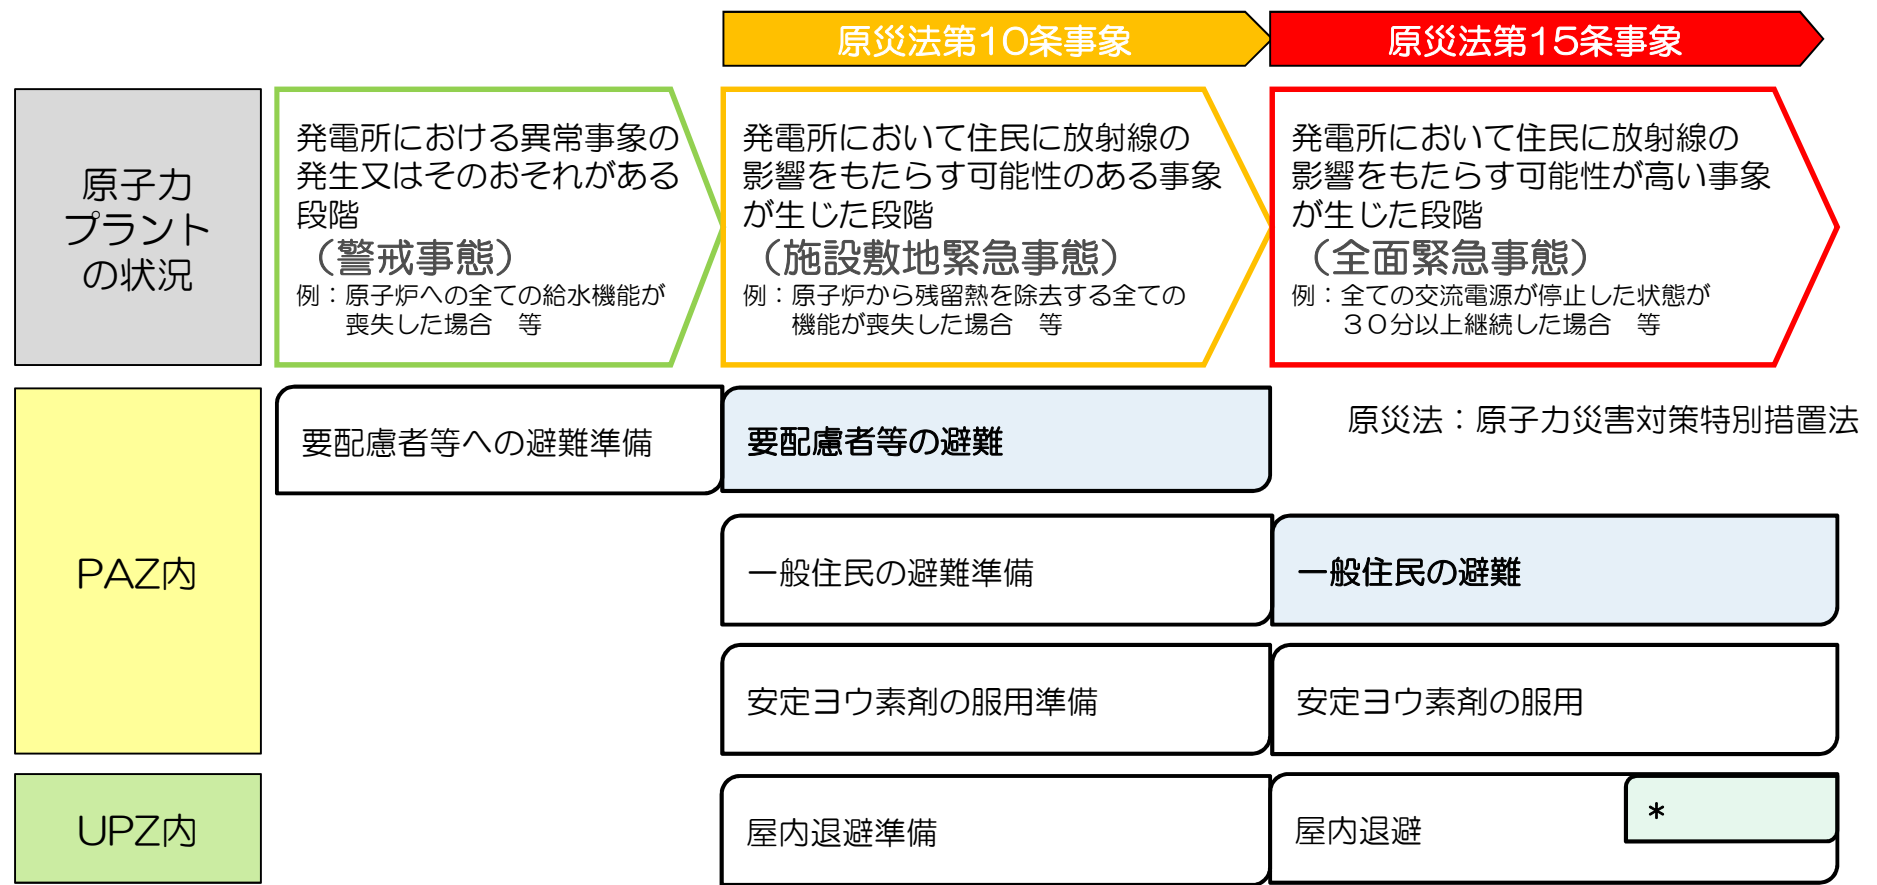 原災法第10条事象
原災法第15条事象
原子力
プラント
の状況
発電所における異常事象の
発生又はそのおそれがある
段階
（警戒事態）
例：原子炉への全ての給水機能が
喪失した場合　等
発電所において住民に放射線の
影響をもたらす可能性のある事象
が生じた段階
（施設敷地緊急事態）
例：原子炉から残留熱を除去する全ての
機能が喪失した場合　等
発電所において住民に放射線の
影響をもたらす可能性が高い事象
が生じた段階
（全面緊急事態）
例：全ての交流電源が停止した状態が
３０分以上継続した場合　等
原災法：原子力災害対策特別措置法
PAZ内
要配慮者等への避難準備
要配慮者等の避難
一般住民の避難準備
一般住民の避難
安定ヨウ素剤の服用準備
安定ヨウ素剤の服用
UPZ内
屋内退避準備
屋内退避
*